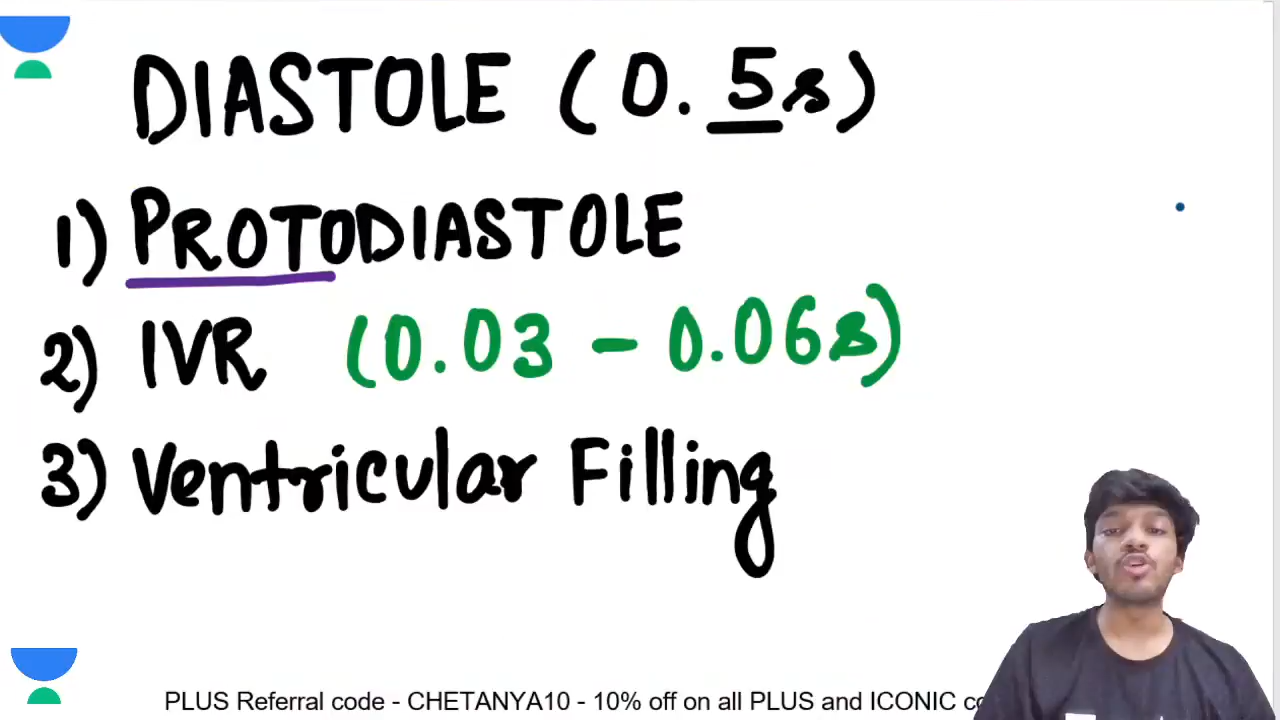 DIASTOLE (0.5s)
1) PROTODIASTOLE
2) IVR (0.03 - 0.06s)
3) Ventricular Filling
PLUS Referral code - CHETANYA10 - 10% off on all PLUS and ICONIC